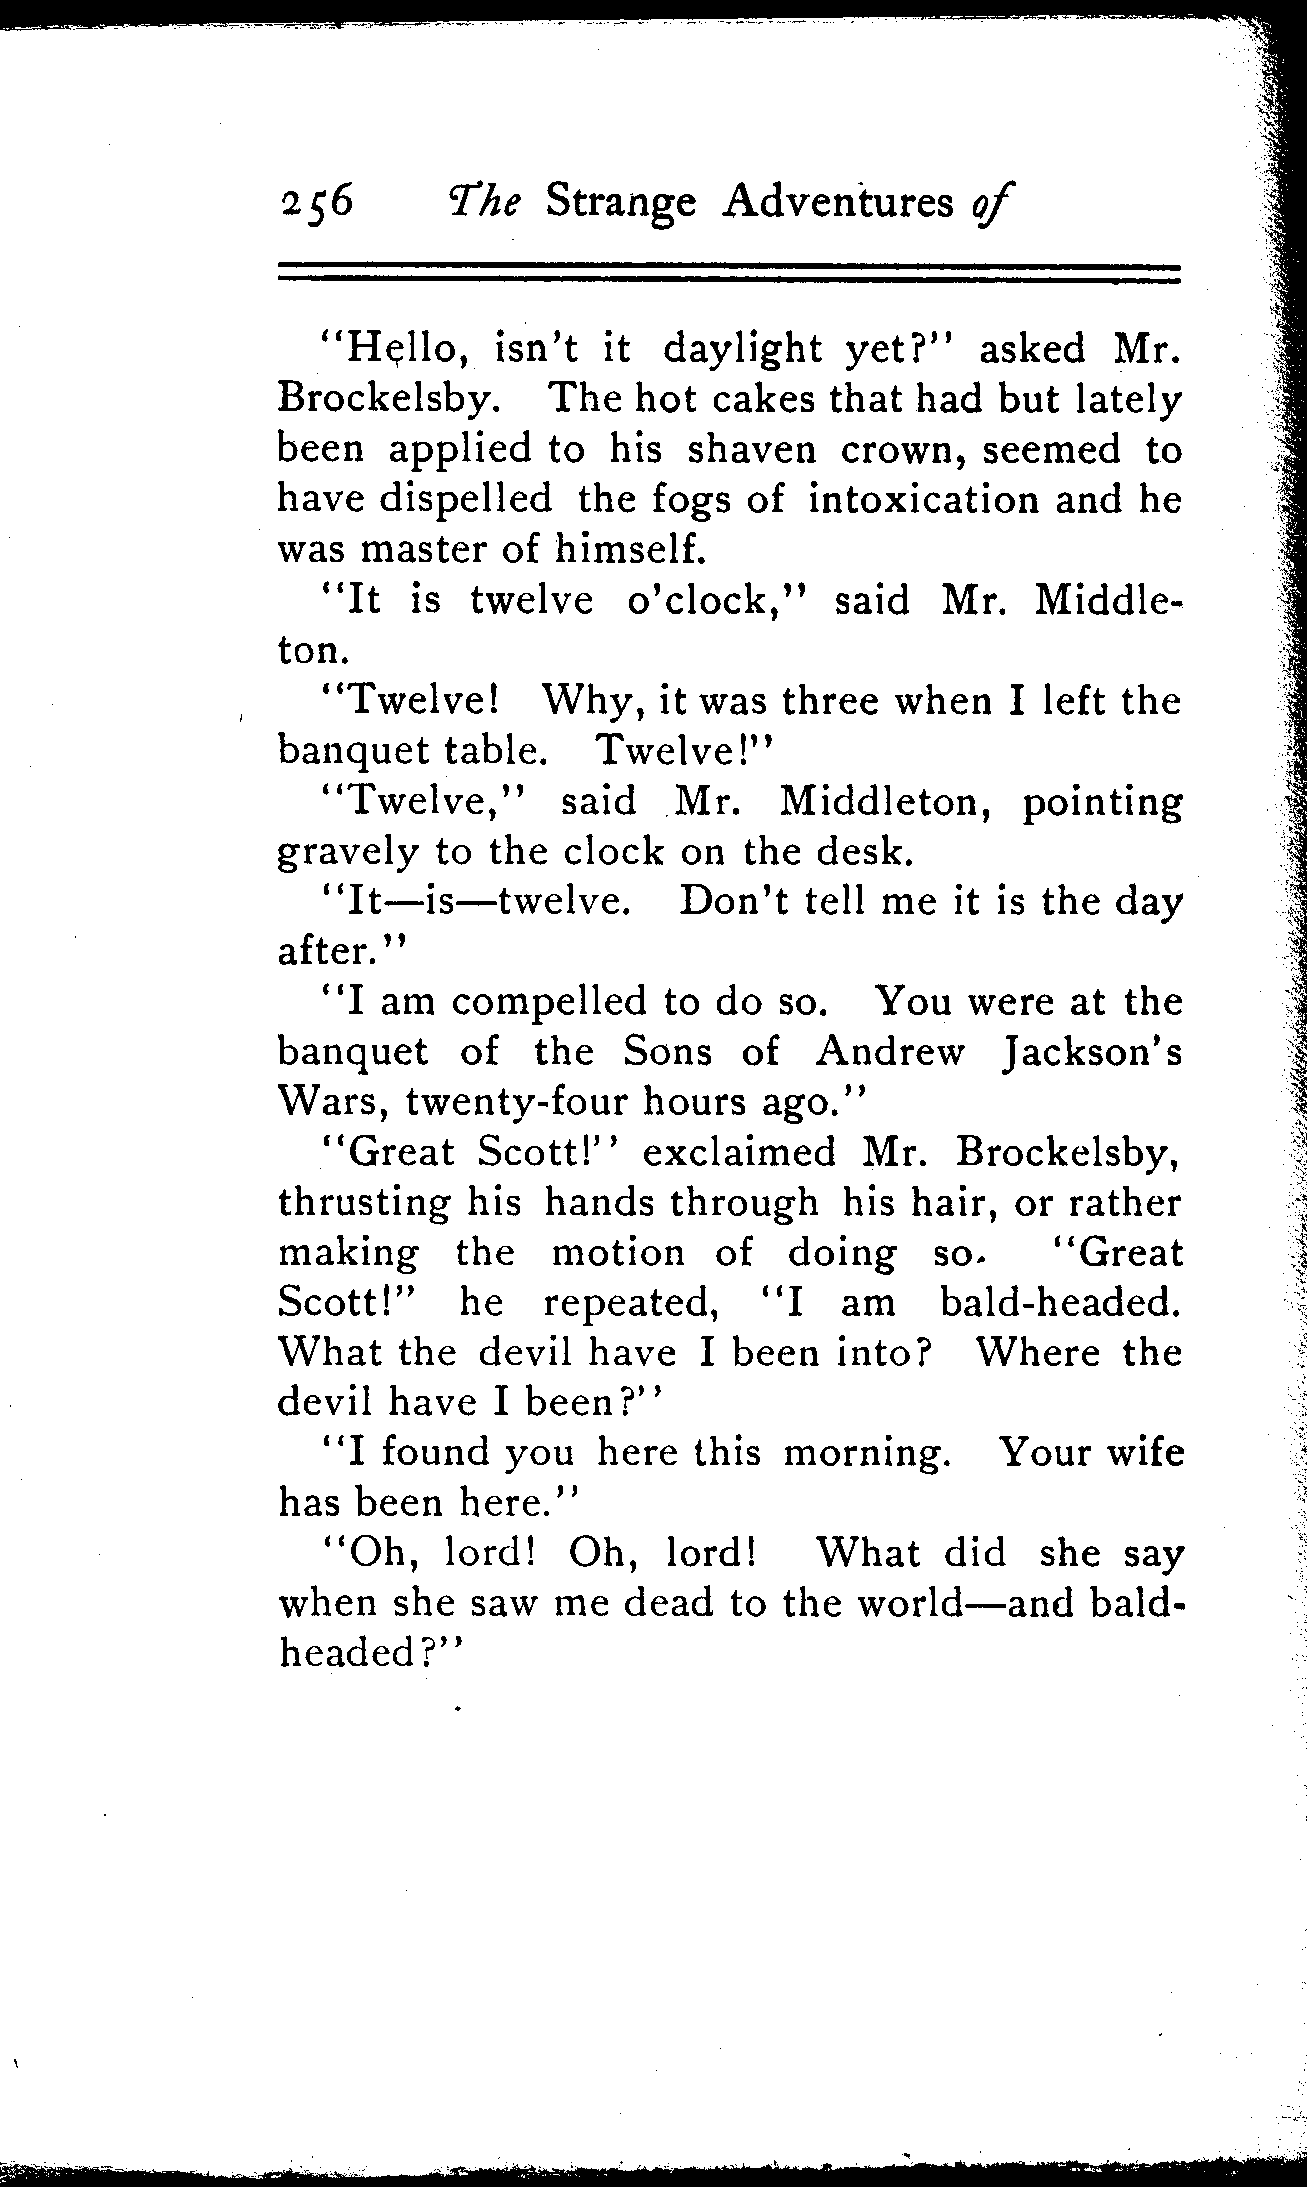 256 The Strange Adventures of
"Hello, isn't it daylight yet?" asked Mr.
Brockelsby. The hot cakes that had but lately
been applied to his shaven crown, seemed to
have dispelled the fogs of intoxication and he
was master of himself.
"It is twelve o'clock," said Mr. Middle-
ton.
"Twelve! Why, it was three when I left the
banquet table. Twelve!"
"Twelve," said Mr. Middleton, pointing
gravely to the clock on the desk.
"It—is—twelve. Don't tell me it is the day
after."
"I am compelled to do so. You were at the
banquet of the Sons of Andrew Jackson's
Wars, twenty-four hours ago."
"Great Scott!" exclaimed Mr. Brockelsby,
thrusting his hands through his hair, or rather
making the motion of doing so. "Great
Scott!" he repeated, "I am bald-headed.
What the devil have I been into? Where the
devil have I been?"
"I found you here this morning. Your wife
has been here."
"Oh, lord! Oh, lord! What did she say
when she saw me dead to the world—and bald-
headed?"